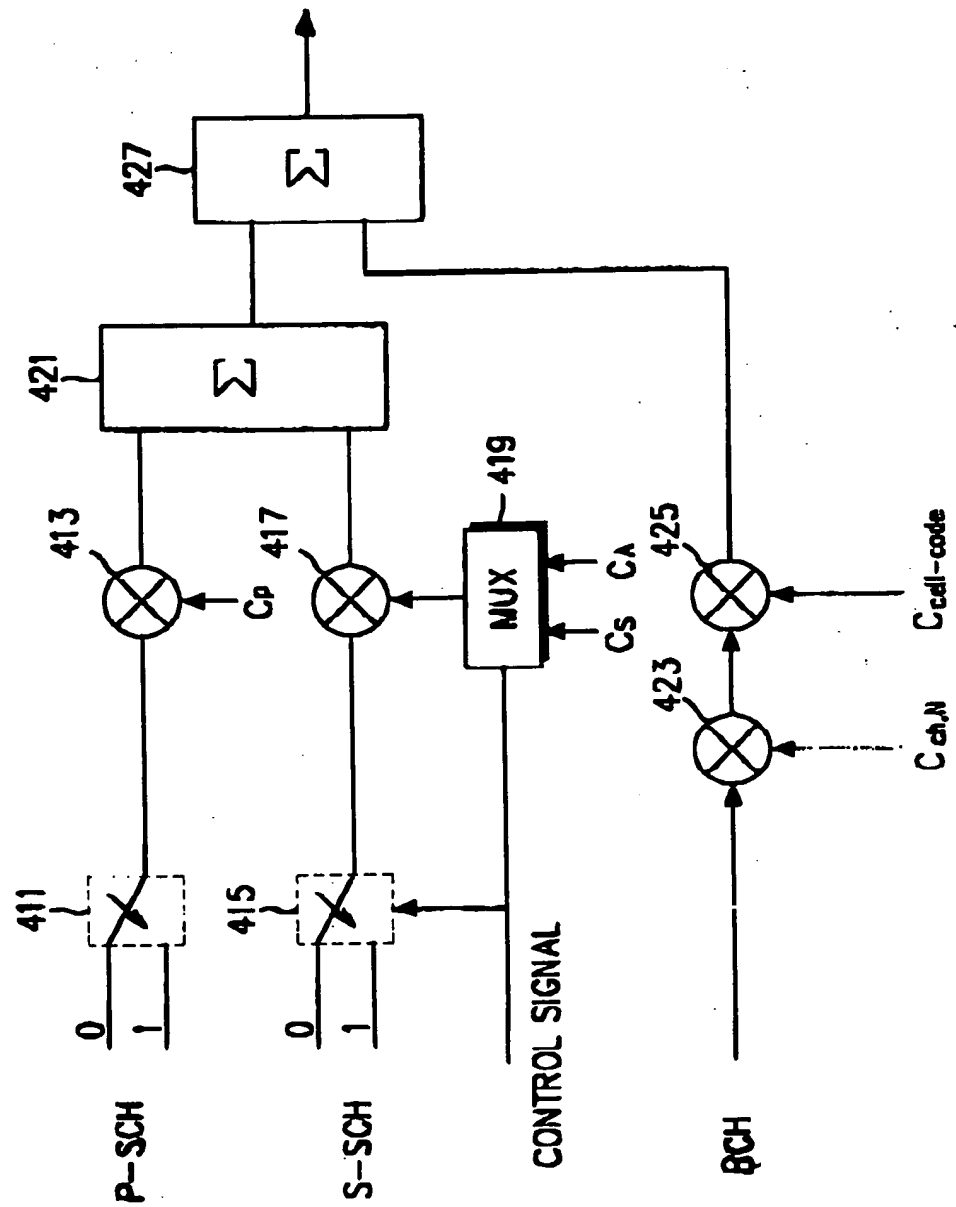 P-SCH
0
1
411
413
Cp
421
Σ
427
Σ
S-SCH
0
1
415
417
MUX
419
CS
CA
CONTROL SIGNAL
BCH
423
Cch,N
425
Ccell-code